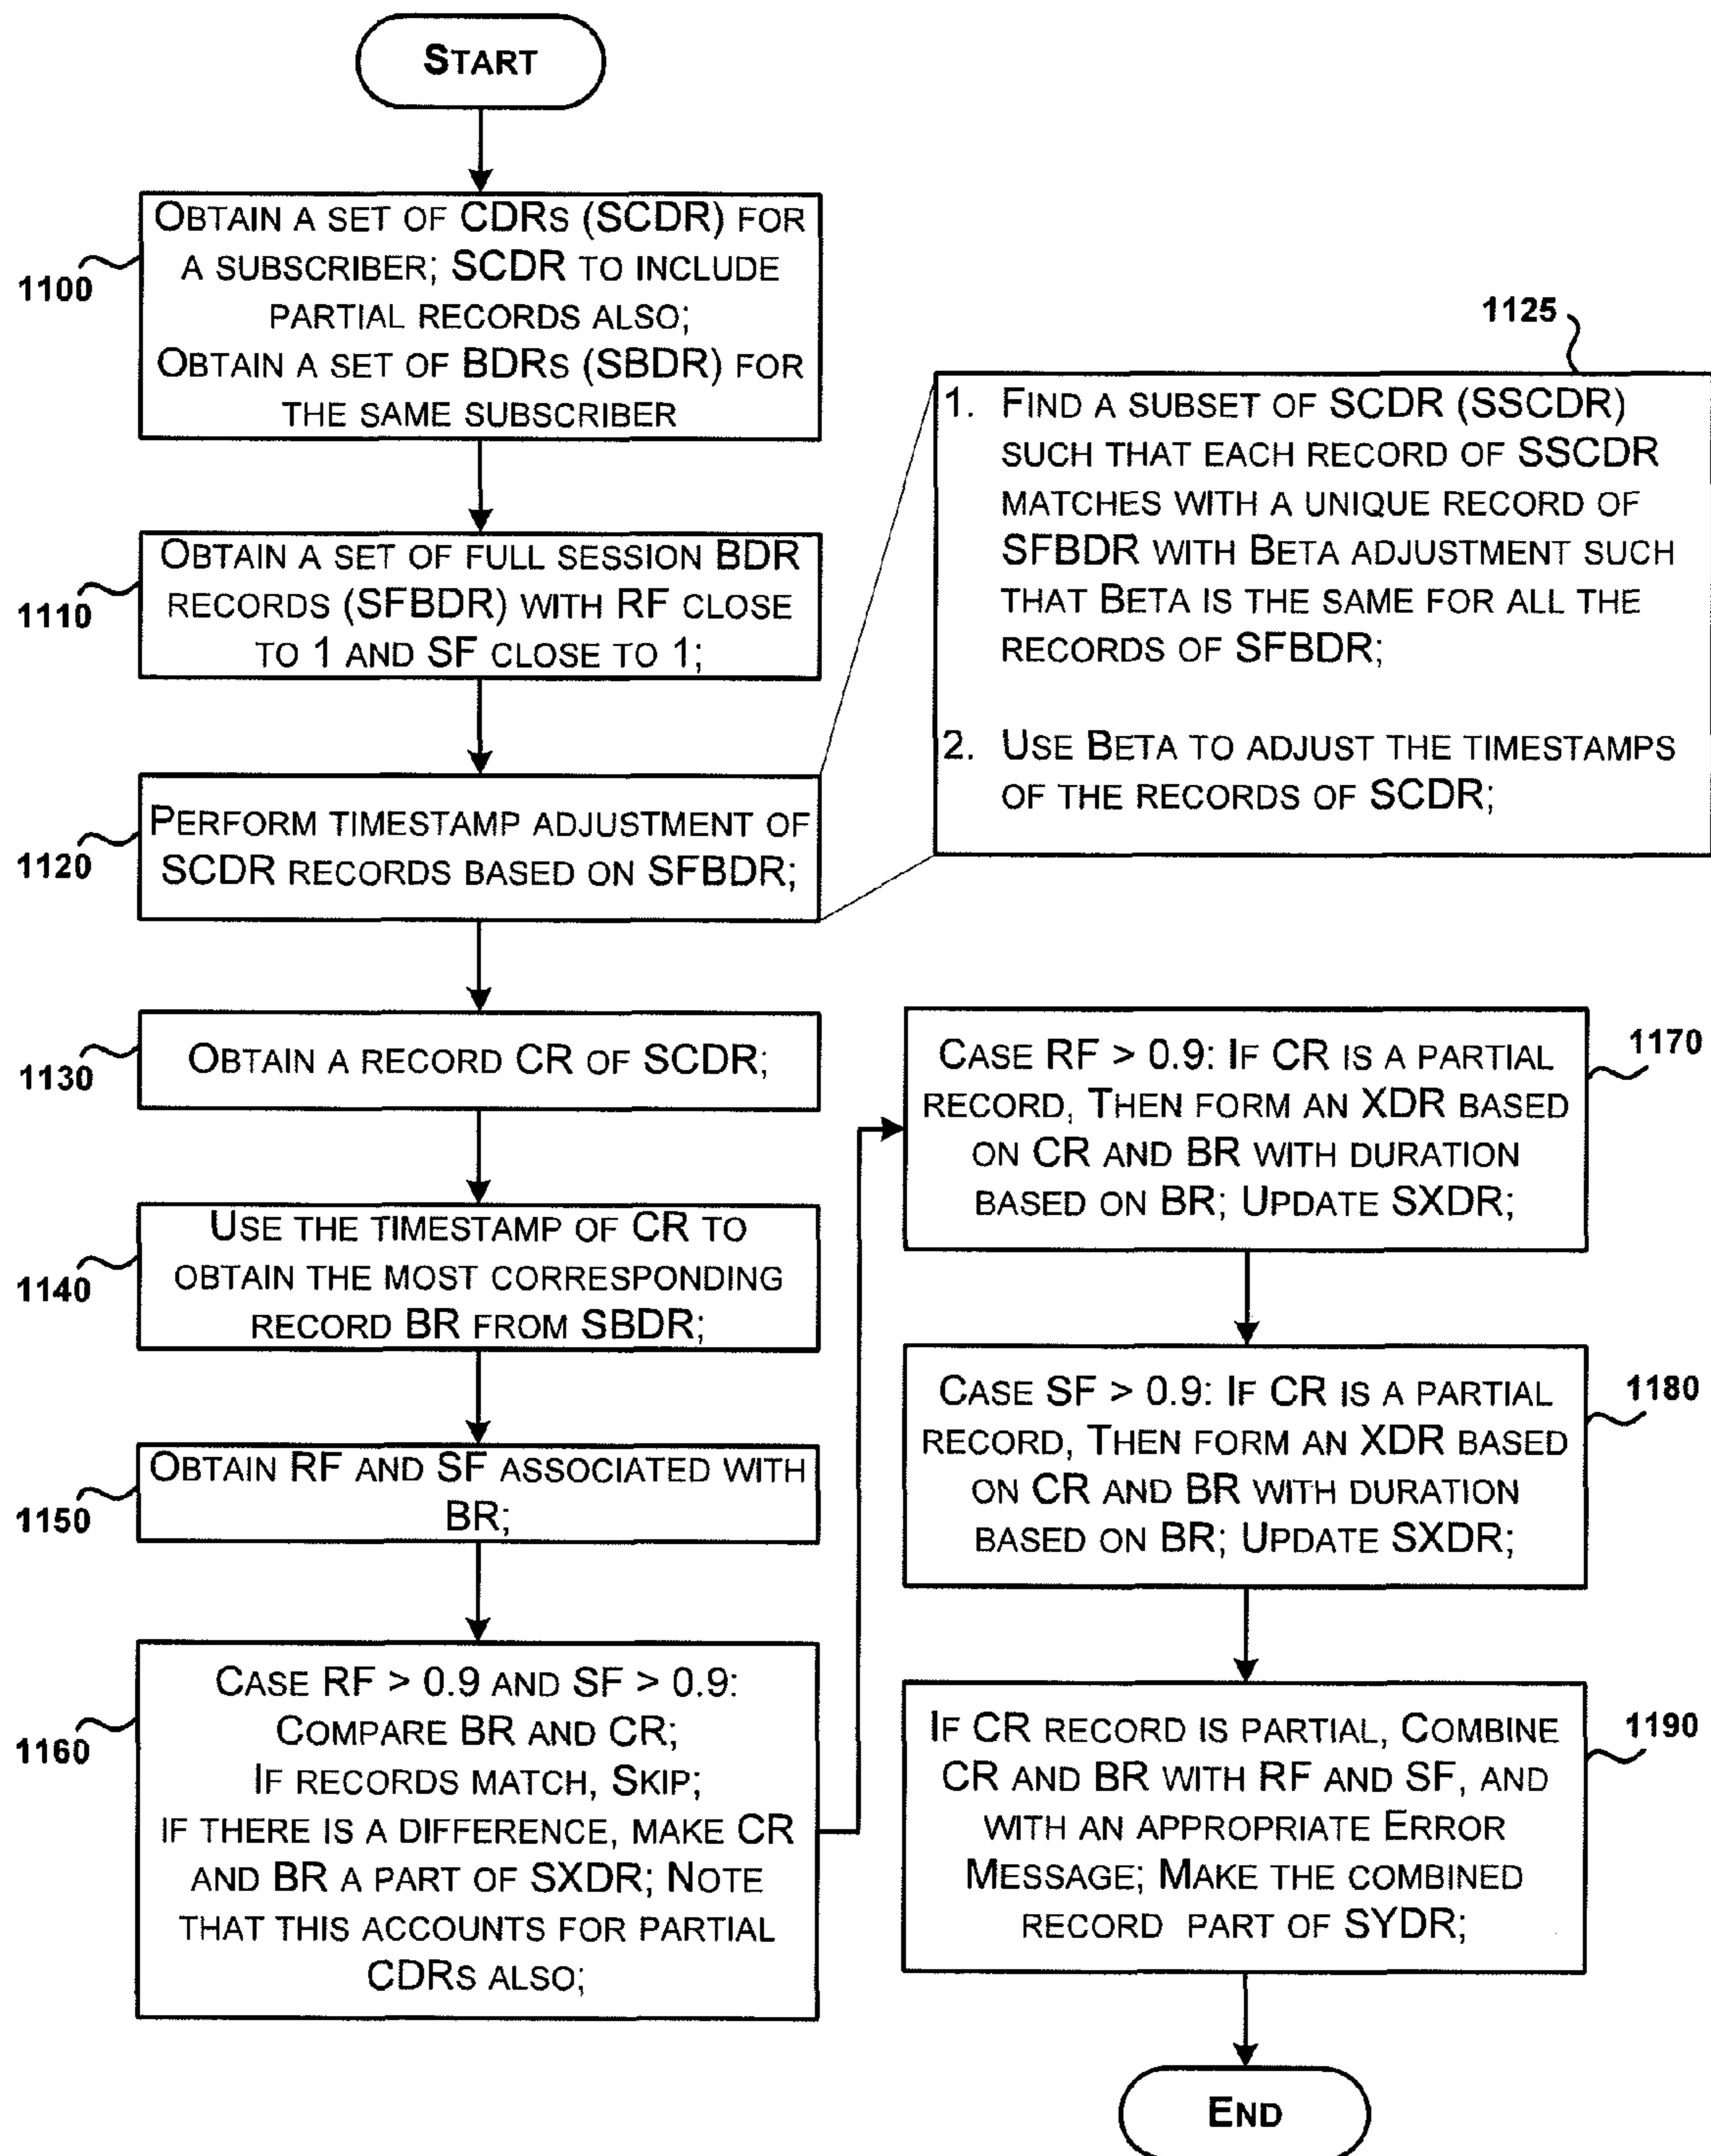 START
OBTAIN A SET OF CDRS (SCDR) FOR
A SUBSCRIBER; SCDR TO INCLUDE
PARTIAL RECORDS ALSO;
OBTAIN A SET OF BDRS (SBDR) FOR
THE SAME SUBSCRIBER
1100
OBTAIN A SET OF FULL SESSION BDR
RECORDS (SFBDR) WITH RF CLOSE
TO 1 AND SF CLOSE TO 1;
1110
PERFORM TIMESTAMP ADJUSTMENT OF
SCDR RECORDS BASED ON SFBDR;
1120
1125
1. FIND A SUBSET OF SCDR (SSCDR)
SUCH THAT EACH RECORD OF SSCDR
MATCHES WITH A UNIQUE RECORD OF
SFBDR WITH BETA ADJUSTMENT SUCH
THAT BETA IS THE SAME FOR ALL THE
RECORDS OF SFBDR;
2. USE BETA TO ADJUST THE TIMESTAMPS
OF THE RECORDS OF SCDR;
OBTAIN A RECORD CR OF SCDR;
1130
USE THE TIMESTAMP OF CR TO
OBTAIN THE MOST CORRESPONDING
RECORD BR FROM SBDR;
1140
OBTAIN RF AND SF ASSOCIATED WITH
BR;
1150
CASE RF > 0.9 AND SF > 0.9:
COMPARE BR AND CR;
IF RECORDS MATCH, SKIP;
IF THERE IS A DIFFERENCE, MAKE CR
AND BR A PART OF SXDR; NOTE
THAT THIS ACCOUNTS FOR PARTIAL
CDRS ALSO;
1160
CASE RF > 0.9: IF CR IS A PARTIAL
RECORD, THEN FORM AN XDR BASED
ON CR AND BR WITH DURATION
BASED ON BR; UPDATE SXDR;
1170
CASE SF > 0.9: IF CR IS A PARTIAL
RECORD, THEN FORM AN XDR BASED
ON CR AND BR WITH DURATION
BASED ON BR; UPDATE SXDR;
1180
IF CR RECORD IS PARTIAL, COMBINE
CR AND BR WITH RF AND SF, AND
WITH AN APPROPRIATE ERROR
MESSAGE; MAKE THE COMBINED
RECORD PART OF SYDR;
1190
END